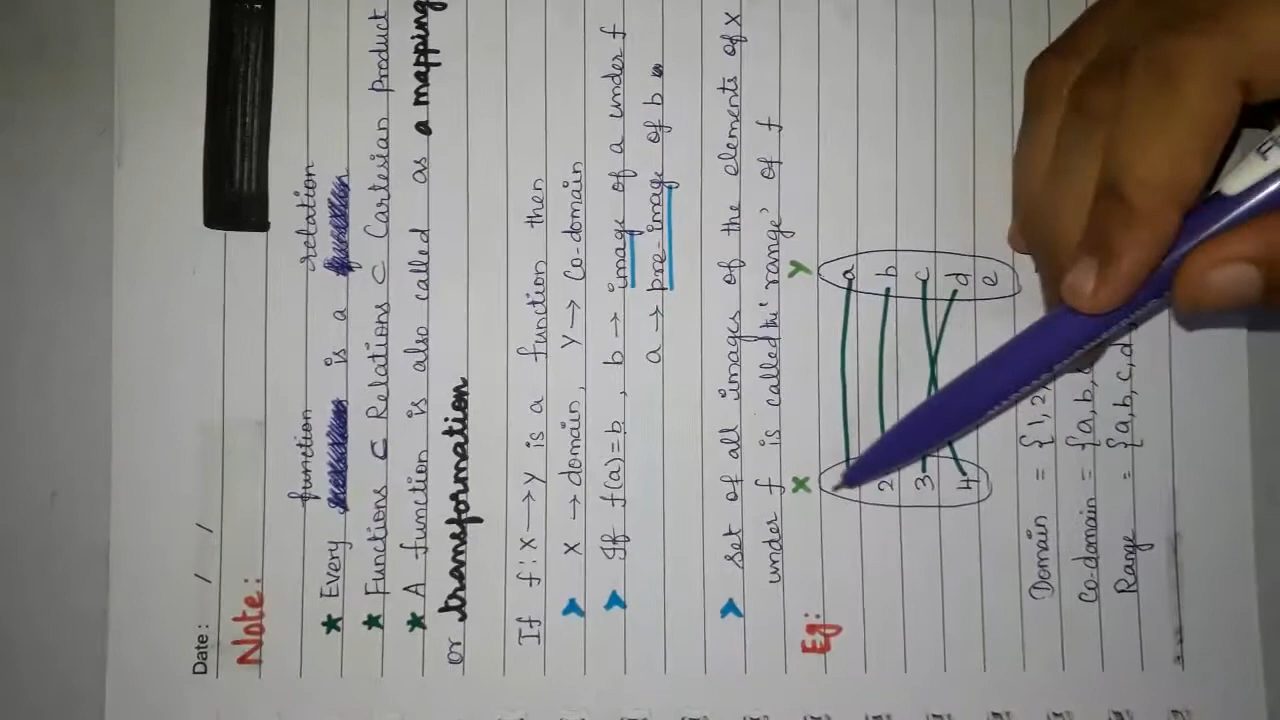 Date: / /
Note:
function relation
★ Every is a
★ Functions ⊂ Relations ⊂ Cartesian product
★ A function is also called as a mapping
or transformation
If f: X → Y is a function then
➤ X → domain, Y → Co-domain
➤ If f(a) = b, b → image of a under f
a → pre-image of b
➤ Set of all images of the elements of X
under f is called the 'range' of f
Eg:
X Y
a
2 b
3 c
4 d
e
Domain = {1, 2,
Co-domain = {a, b,
Range = {a, b, c, d